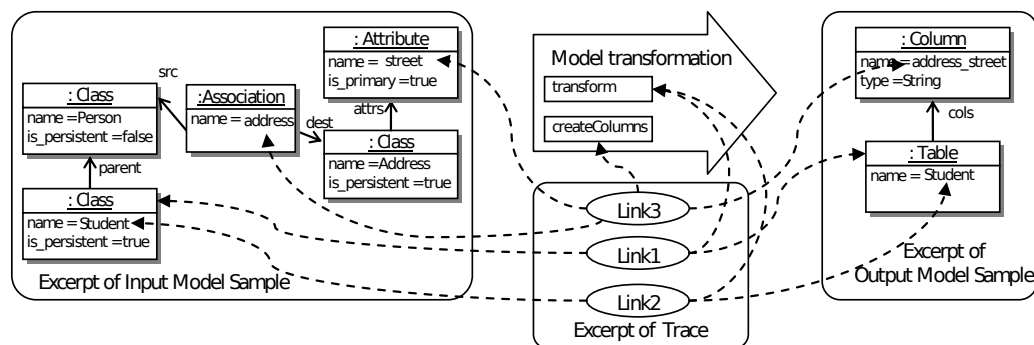 : Attribute
name = street
is_primary =true
attrs
src
: Class
name =Person
is_persistent =false
:Association
name = address
dest
: Class
name =Address
is_persistent =true
parent
: Class
name = Student
is_persistent =true
Excerpt of Input Model Sample
Model transformation
transform
createColumns
Link3
Link1
Link2
Excerpt of Trace
: Column
name =address_street
type =String
cols
: Table
name = Student
Excerpt of
Output Model Sample